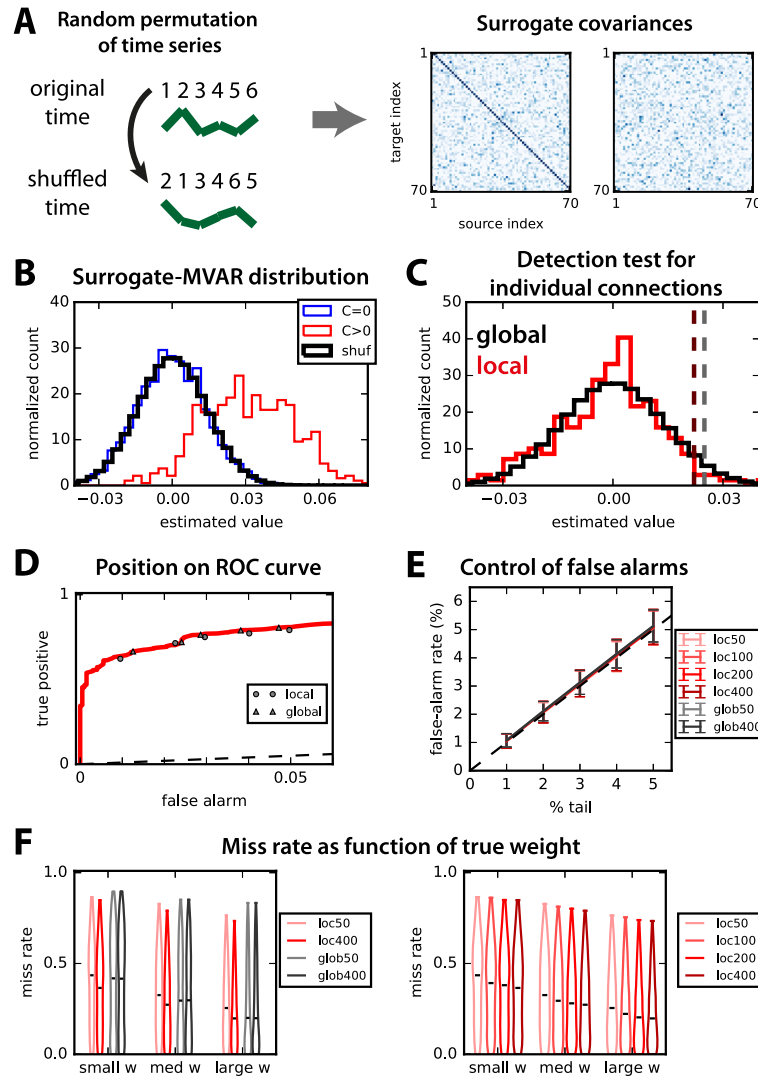 A
Random permutation
of time series
original
time
1 2 3 4 5 6
shuffled
time
2 1 3 4 6 5
Surrogate covariances
target index
1
70
1
70
source index
70
1
70
B
Surrogate-MVAR distribution
normalized count
40
30
20
10
0
−0.03
0.00
0.03
0.06
estimated value
C=0
C>0
shuf
C
Detection test for
individual connections
normalized count
50
40
30
20
10
0
−0.03
0.00
0.03
estimated value
global
local
D
Position on ROC curve
true positive
1
0
0
0.05
false alarm
local
global
E
Control of false alarms
false-alarm rate (%)
6
5
4
3
2
1
0
1
2
3
4
5
% tail
loc50
loc100
loc200
loc400
glob50
glob400
F
Miss rate as function of true weight
miss rate
1.0
0.5
0.0
small w
med w
large w
loc50
loc400
glob50
glob400
miss rate
1.0
0.5
0.0
small w
med w
large w
loc50
loc100
loc200
loc400